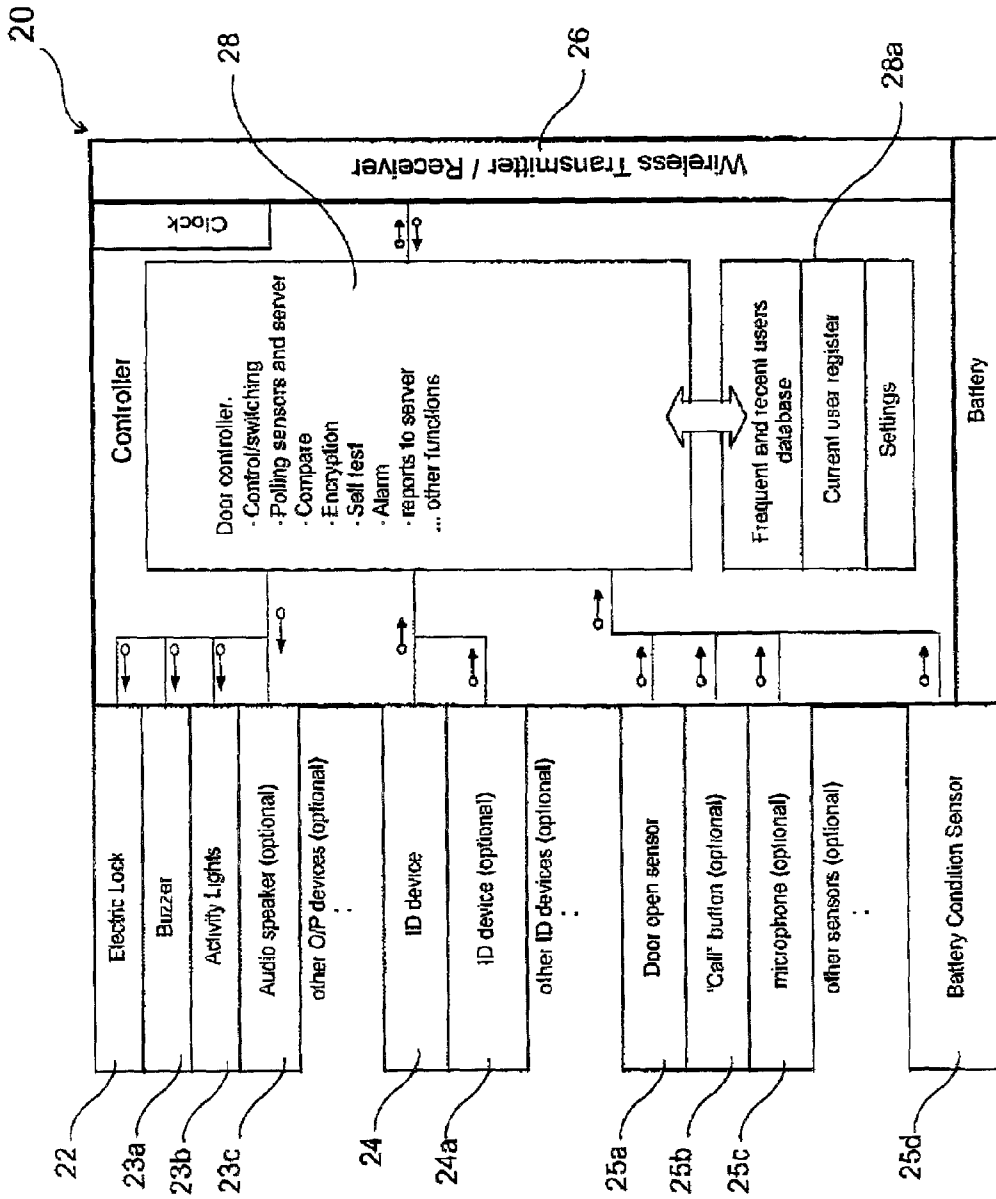 20
28
26
28a
Wireless Transmitter / Receiver
Clock
Controller
Door controller.
- Control/switching
- Polling sensors and server
- Compare
- Encryption
- Self test
- Alarm
- reports to server
... other functions
Frequent and recent users
database
Current user register
Settings
Battery
Electric Lock
Buzzer
Activity Lights
Audio speaker (optional)
other O/P devices (optional)
:
ID device
ID device (optional)
other ID devices (optional)
:
Door open sensor
"Call" button (optional)
microphone (optional)
other sensors (optional)
:
Battery Condition Sensor
22
23a
23b
23c
24
24a
25a
25b
25c
25d